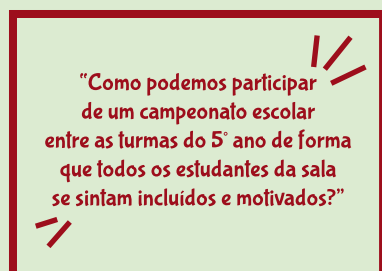 "Como podemos participar
de um campeonato escolar
entre as turmas do 5° ano de forma
que todos os estudantes da sala
se sintam incluídos e motivados?"